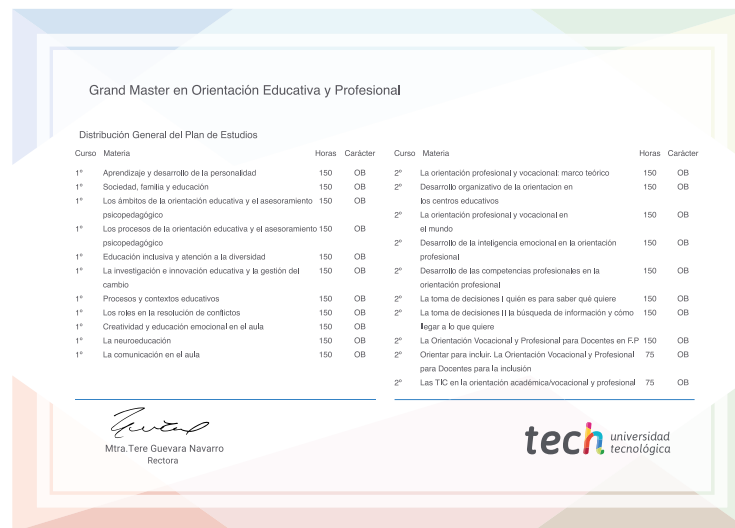 Grand Master en Orientación Educativa y Profesional
Distribución General del Plan de Estudios
Curso Materia Horas Carácter
1º Aprendizaje y desarrollo de la personalidad 150 OB
1º Sociedad, familia y educación 150 OB
1º Los ámbitos de la orientación educativa y el asesoramiento 150 OB
psicopedagógico
1º Los procesos de la orientación educativa y el asesoramiento 150 OB
psicopedagógico
1º Educación inclusiva y atención a la diversidad 150 OB
1º La investigación e innovación educativa y la gestión del 150 OB
cambio
1º Procesos y contextos educativos 150 OB
1º Los roles en la resolución de conflictos 150 OB
1º Creatividad y educación emocional en el aula 150 OB
1º La neuroeducación 150 OB
1º La comunicación en el aula 150 OB
Curso Materia Horas Carácter
2º La orientación profesional y vocacional: marco teórico 150 OB
2º Desarrollo organizativo de la orientacion en 150 OB
los centros educativos
2º La orientación profesional y vocacional en 150 OB
el mundo
2º Desarrollo de la inteligencia emocional en la orientación 150 OB
profesional
2º Desarrollo de las competencias profesionales en la 150 OB
orientación profesional
2º La toma de decisiones I quién es para saber qué quiere 150 OB
2º La toma de decisiones II la búsqueda de información y cómo 150 OB
llegar a lo que quiere
2º La Orientación Vocacional y Profesional para Docentes en F.P 150 OB
2º Orientar para incluir. La Orientación Vocacional y Profesional 75 OB
para Docentes para la inclusión
2º Las TIC en la orientación académica/vocacional y profesional 75 OB
Mtra.Tere Guevara Navarro
Rectora
tech universidad
tecnológica